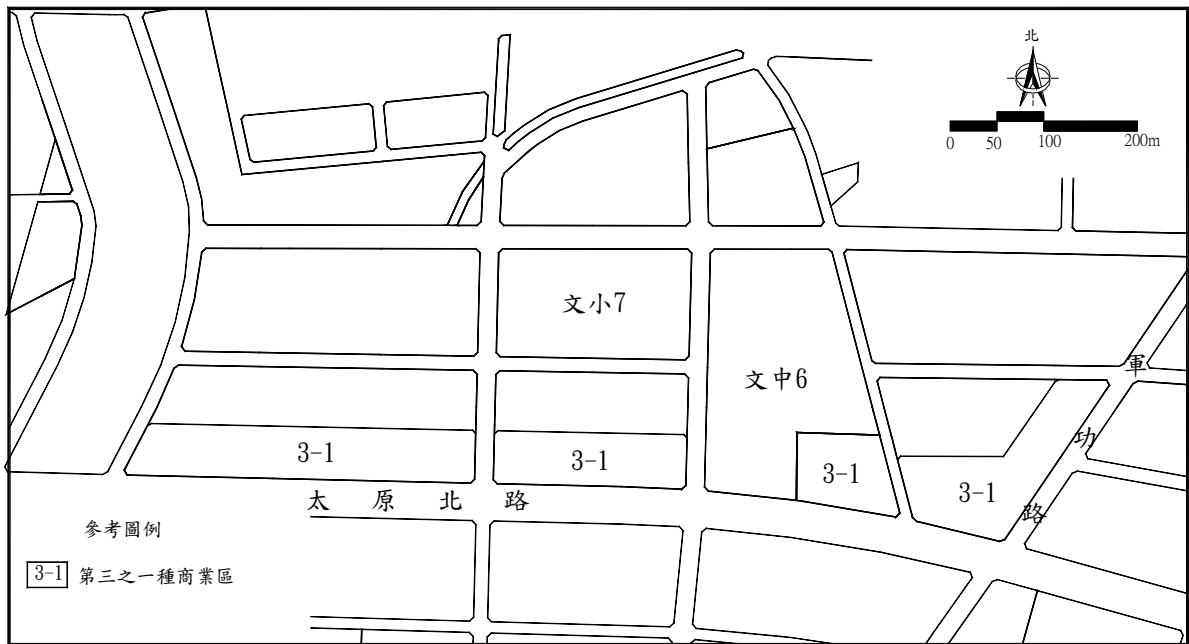 北
0 50 100 200m
文小7
文中6
軍功路
3-1
3-1
3-1
3-1
太原北路
參考圖例
3-1 第三之一種商業區